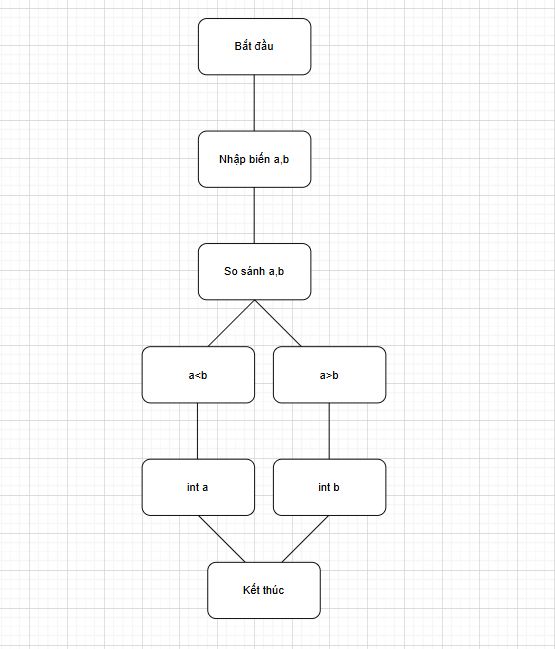 Bắt đầu
Nhập biến a,b
So sánh a,b
a<b
a>b
int a
int b
Kết thúc